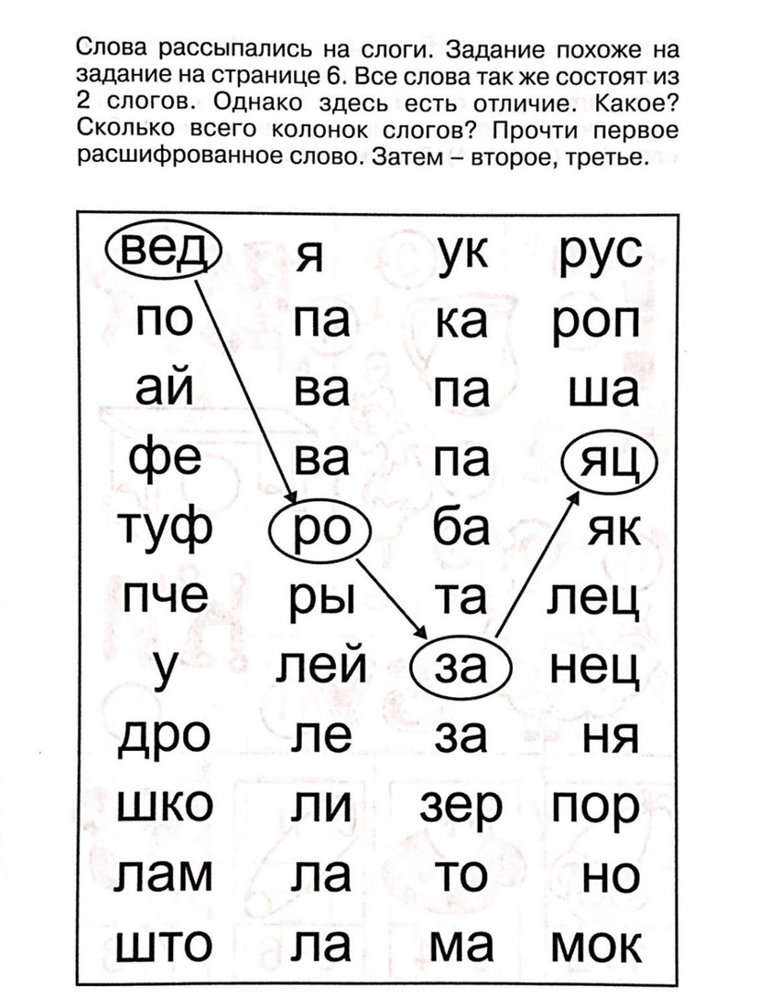 Слова рассыпались на слоги. Задание похоже на
задание на странице 6. Все слова так же состоят из
2 слогов. Однако здесь есть отличие. Какое?
Сколько всего колонок слогов? Прочти первое
расшифрованное слово. Затем – второе, третье.
вед я ук рус
по па ка роп
ай ва па ша
фе ва па яц
туф ро ба як
пче ры та лец
у лей за нец
дро ле за ня
шко ли зер пор
лам ла то но
што ла ма мок